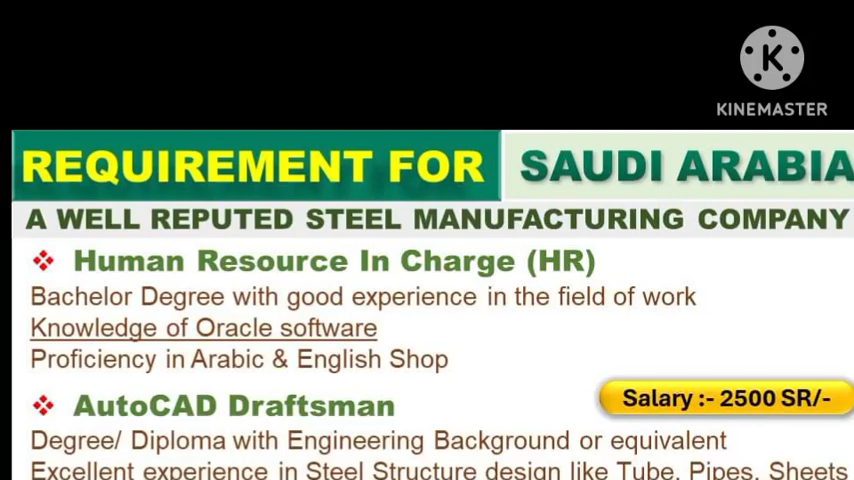 KINEMASTER
REQUIREMENT FOR SAUDI ARABIA
A WELL REPUTED STEEL MANUFACTURING COMPANY
Human Resource In Charge (HR)
Bachelor Degree with good experience in the field of work
Knowledge of Oracle software
Proficiency in Arabic & English Shop
AutoCAD Draftsman
Salary :- 2500 SR/-
Degree/ Diploma with Engineering Background or equivalent
Excellent experience in Steel Structure design like Tube, Pipes, Sheets